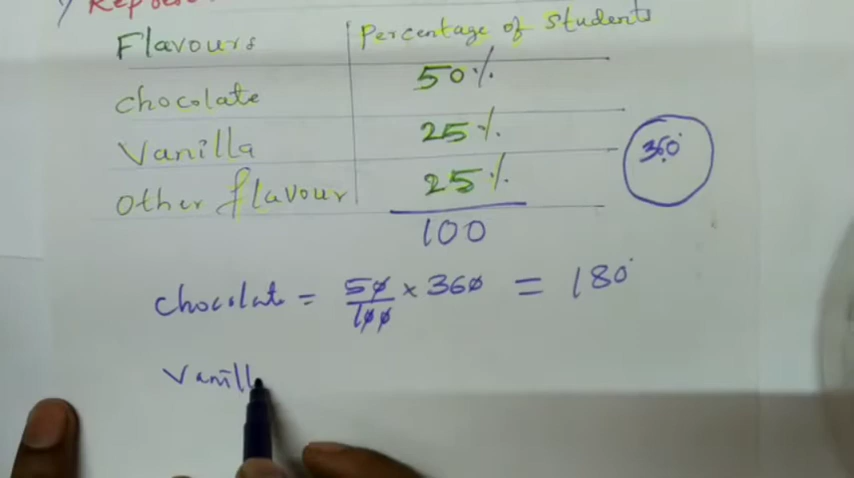 Flavours Percentage of students
chocolate 50%
Vanilla 25%
360°
other flavour 25%
100
chocolate = 50/100 × 360 = 180°
Vanill